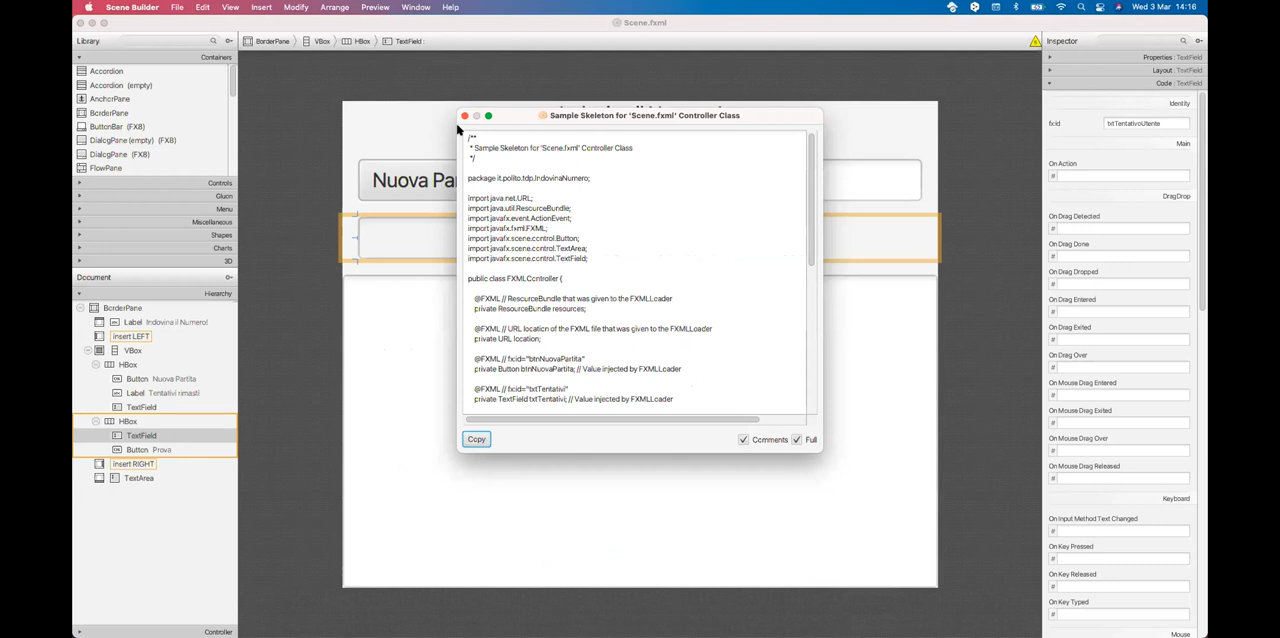 Scene Builder File Edit View Insert Modify Arrange Preview Window Help
Wed 3 Mar 14:16
Scene.fxml
Library
BorderPane
VBox
HBox
TextField :
Inspector
Containers
Accordion
Accordion (empty)
AnchorPane
BorderPane
ButtonBar (FX8)
DialogPane (empty) (FX8)
DialogPane (FX8)
FlowPane
Controls
Gluon
Menu
Miscellaneous
Shapes
Charts
3D
Document
Hierarchy
BorderPane
Label Indovina il Numero!
insert LEFT
VBox
HBox
Button Nuova Partita
Label Tentativi rimasti
TextField
HBox
TextField
Button Prova
insert RIGHT
TextArea
Controller
Nuova Pa
Sample Skeleton for 'Scene.fxml' Controller Class
/**
* Sample Skeleton for 'Scene.fxml' Controller Class
*/
package it.polito.tdp.IndovinaNumero;
import java.net.URL;
import java.util.ResourceBundle;
import javafx.event.ActionEvent;
import javafx.fxml.FXML;
import javafx.scene.control.Button;
import javafx.scene.control.TextArea;
import javafx.scene.control.TextField;
public class FXMLController {
@FXML // ResourceBundle that was given to the FXMLLoader
private ResourceBundle resources;
@FXML // URL location of the FXML file that was given to the FXMLLoader
private URL location;
@FXML // fx:id="btnNuovaPartita"
private Button btnNuovaPartita; // Value injected by FXMLLoader
@FXML // fx:id="txtTentativi"
private TextField txtTentativi; // Value injected by FXMLLoader
Copy
Comments
Full
Properties : TextField
Layout : TextField
Code : TextField
Identity
fx:id
txtTentativoUtente
Main
On Action
#
DragDrop
On Drag Detected
#
On Drag Done
#
On Drag Dropped
#
On Drag Entered
#
On Drag Exited
#
On Drag Over
#
On Mouse Drag Entered
#
On Mouse Drag Exited
#
On Mouse Drag Over
#
On Mouse Drag Released
#
Keyboard
On Input Method Text Changed
#
On Key Pressed
#
On Key Released
#
On Key Typed
#
Mouse